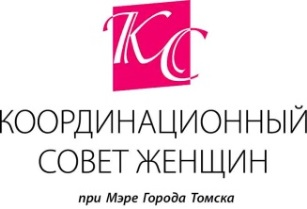 КС
КООРДИНАЦИОННЫЙ
СОВЕТ ЖЕНЩИН
при Мэре Города Томска